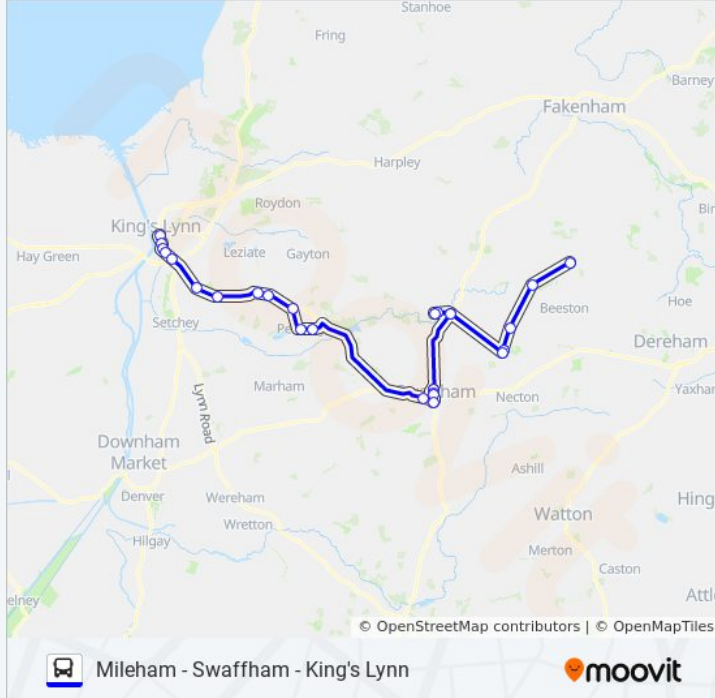 Stanhoe
Fring
Barney
Fakenham
Harpley
Bir
Roydon
King's Lynn
Hay Green
Leziate
Gayton
Beeston
Hoe
Setchey
Pe
Dereham
Marham
ham
Necton
Yaxhar
Lynn Road
Downham
Market
Ashill
Denver
Wereham
Watton
Hing
Wretton
Hilgay
Merton
Caston
elney
Attl
© OpenStreetMap contributors | © OpenMapTiles
Mileham - Swaffham - King's Lynn
moovit